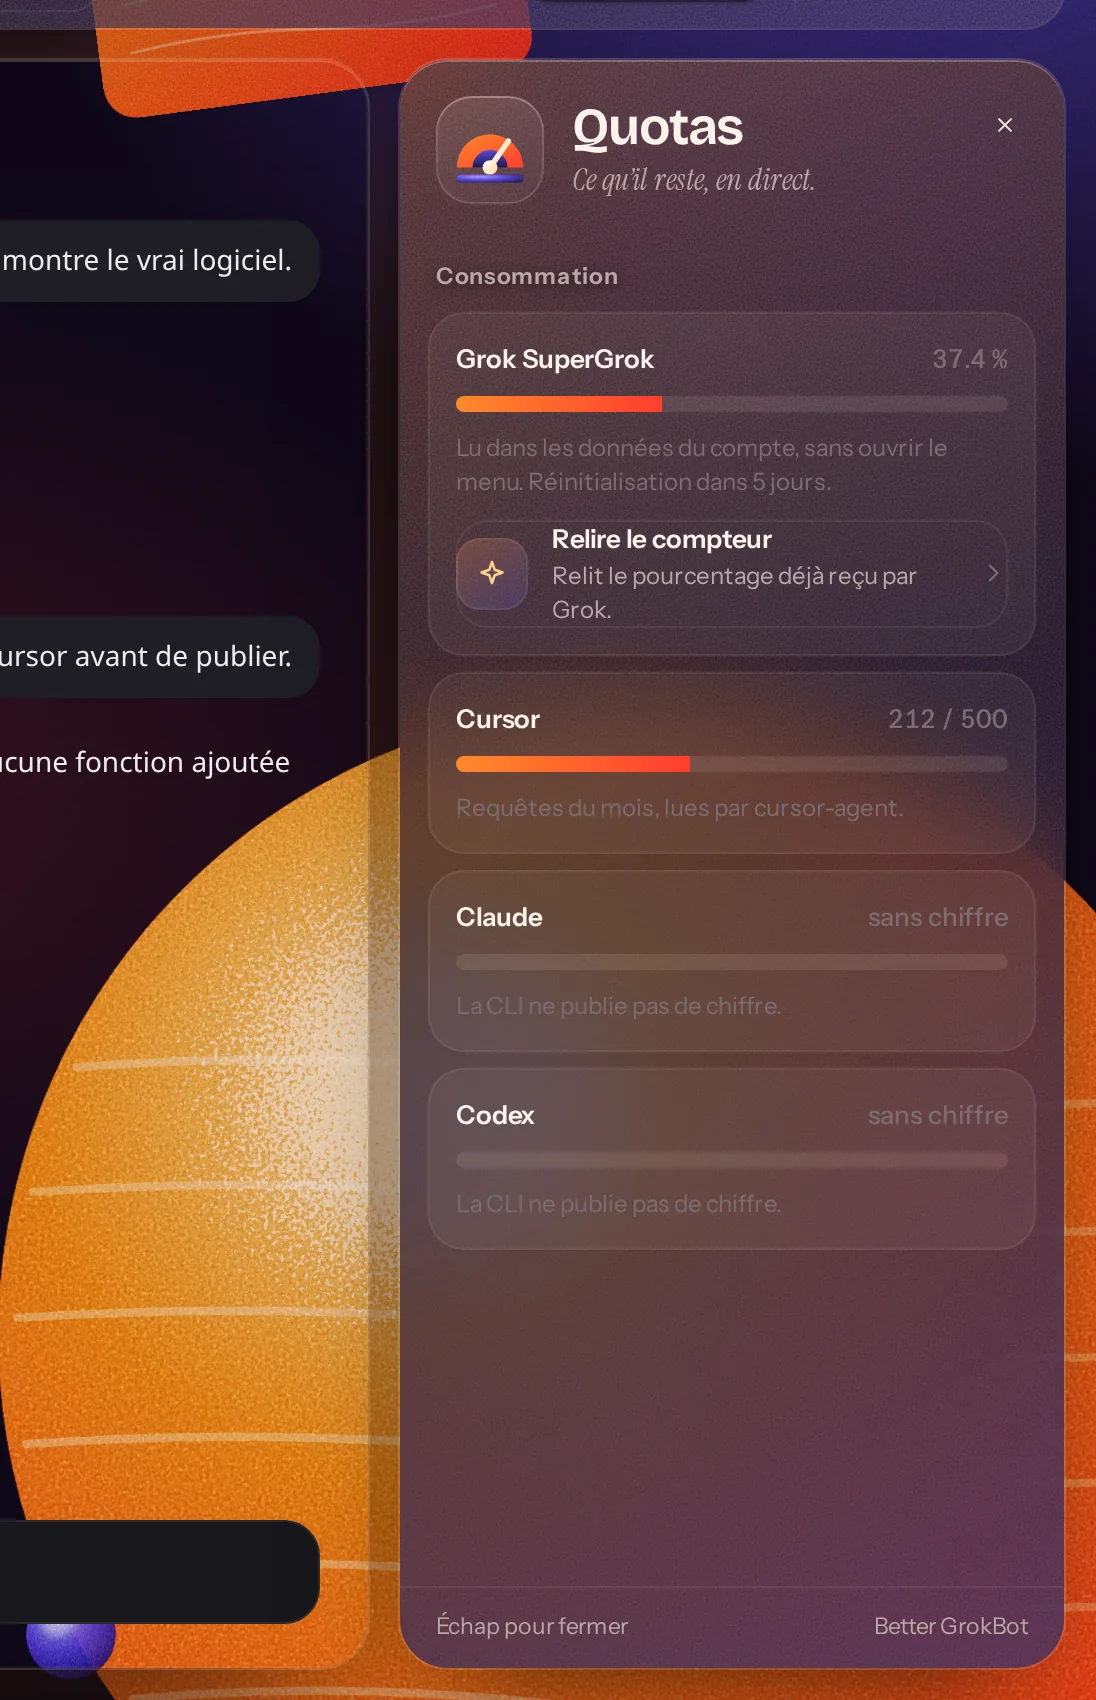 montre le vrai logiciel.
ursor avant de publier.
ucune fonction ajoutée
Quotas
Ce qu'il reste, en direct.
Consommation
Grok SuperGrok 37.4 %
Lu dans les données du compte, sans ouvrir le
menu. Réinitialisation dans 5 jours.
Relire le compteur
Relit le pourcentage déjà reçu par
Grok.
Cursor 212 / 500
Requêtes du mois, lues par cursor-agent.
Claude sans chiffre
La CLI ne publie pas de chiffre.
Codex sans chiffre
La CLI ne publie pas de chiffre.
Échap pour fermer Better GrokBot